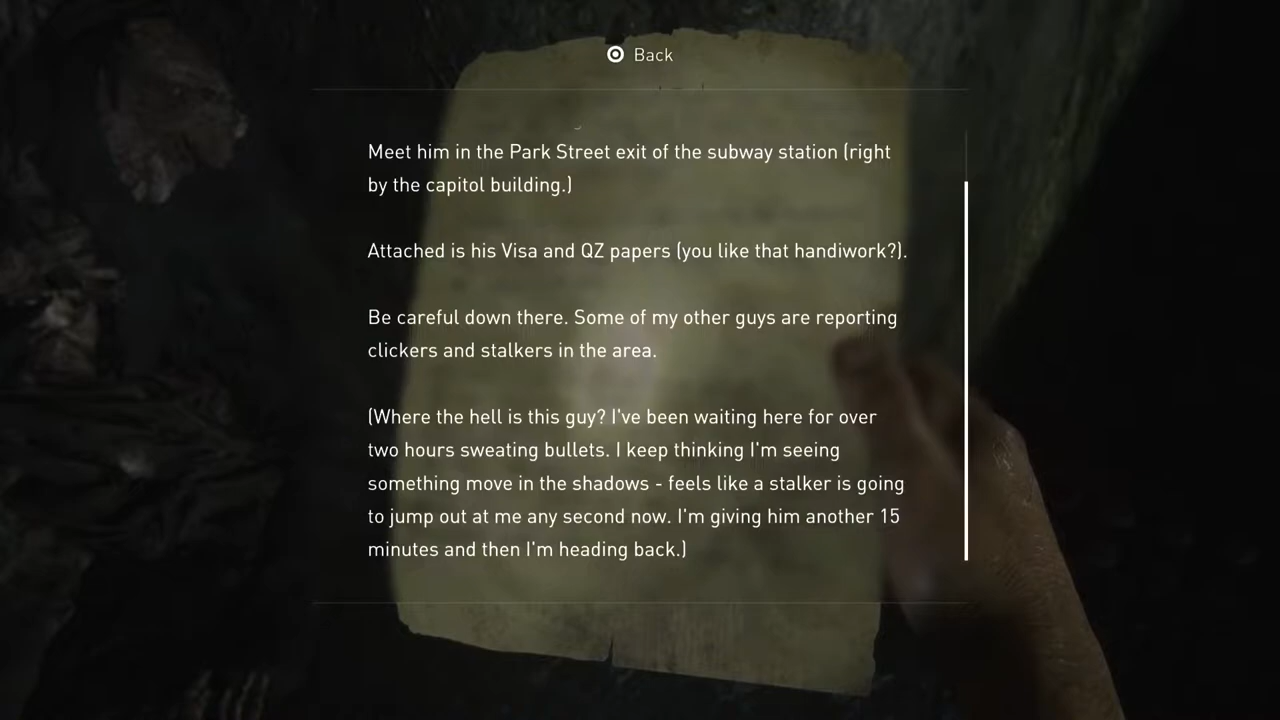 Back
Meet him in the Park Street exit of the subway station (right
by the capitol building.)
Attached is his Visa and QZ papers (you like that handiwork?).
Be careful down there. Some of my other guys are reporting
clickers and stalkers in the area.
(Where the hell is this guy? I've been waiting here for over
two hours sweating bullets. I keep thinking I'm seeing
something move in the shadows - feels like a stalker is going
to jump out at me any second now. I'm giving him another 15
minutes and then I'm heading back.)